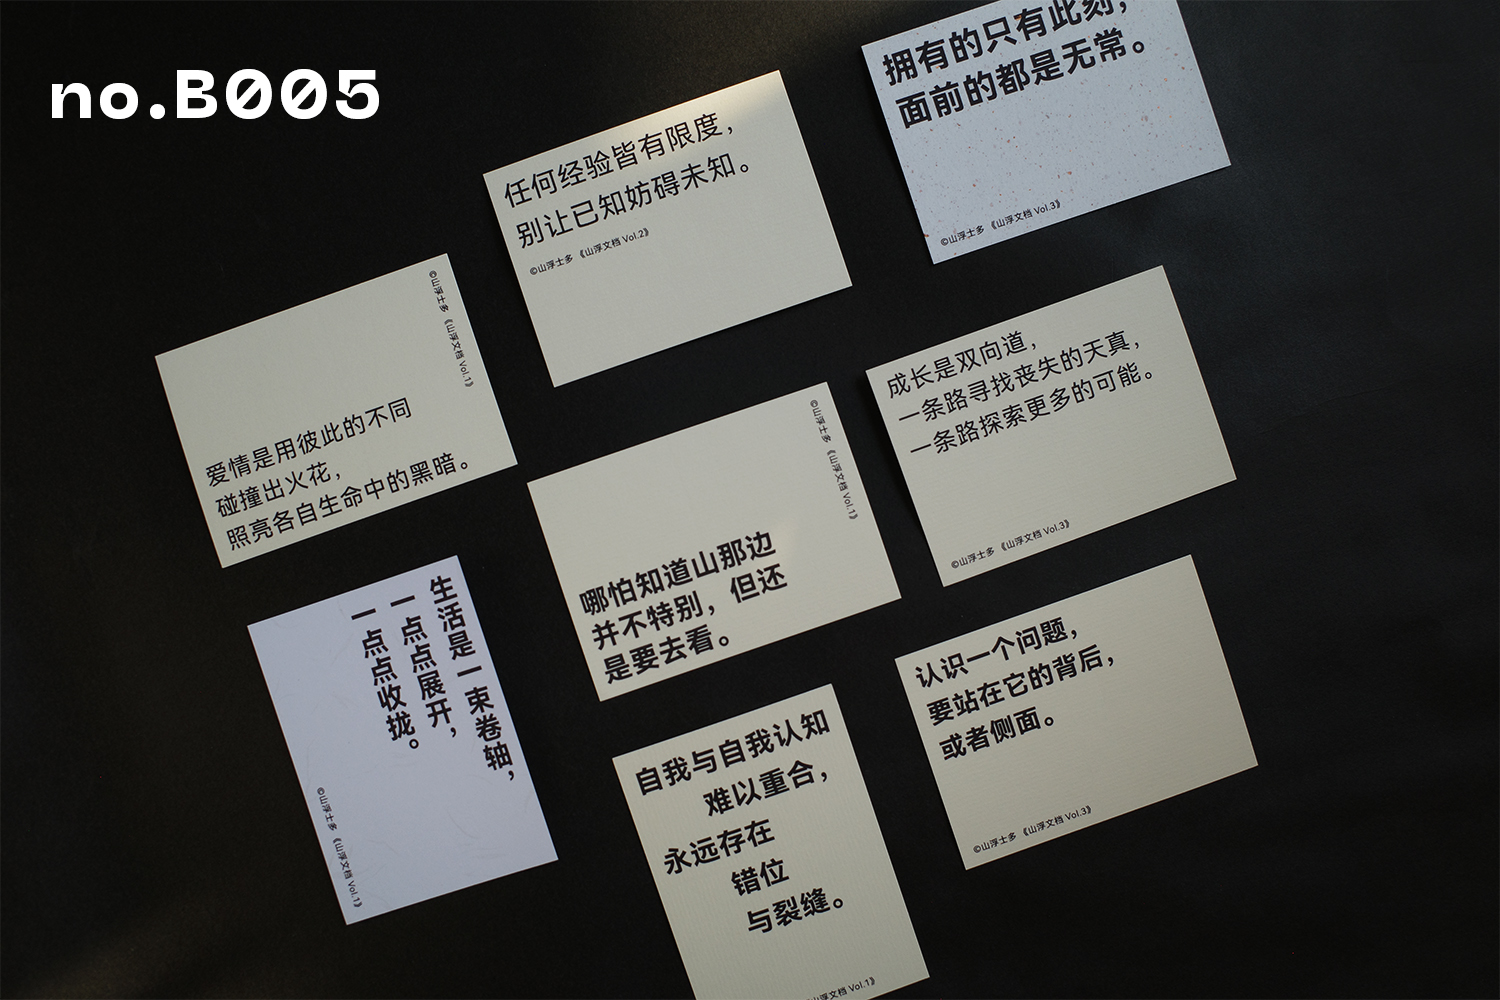 no.B005
任何经验皆有限度，
别让已知妨碍未知。
©山浮士多 《山浮文档 Vol.2》
拥有的只有此刻，
面前的都是无常。
©山浮士多 《山浮文档 Vol.3》
爱情是用彼此的不同
碰撞出火花，
照亮各自生命中的黑暗。
©山浮士多 《山浮文档 Vol.1》
哪怕知道山那边
并不特别，但还
是要去看。
©山浮士多 《山浮文档 Vol.1》
成长是双向道，
一条路寻找丧失的天真，
一条路探索更多的可能。
©山浮士多 《山浮文档 Vol.3》
生活是一束卷轴，
一点点展开，
一点点收拢。
©山浮士多 《山浮文档 Vol.1》
自我与自我认知
难以重合，
永远存在
错位
与裂缝。
山浮文档 Vol.1》
认识一个问题，
要站在它的背后，
或者侧面。
©山浮士多 《山浮文档 Vol.3》